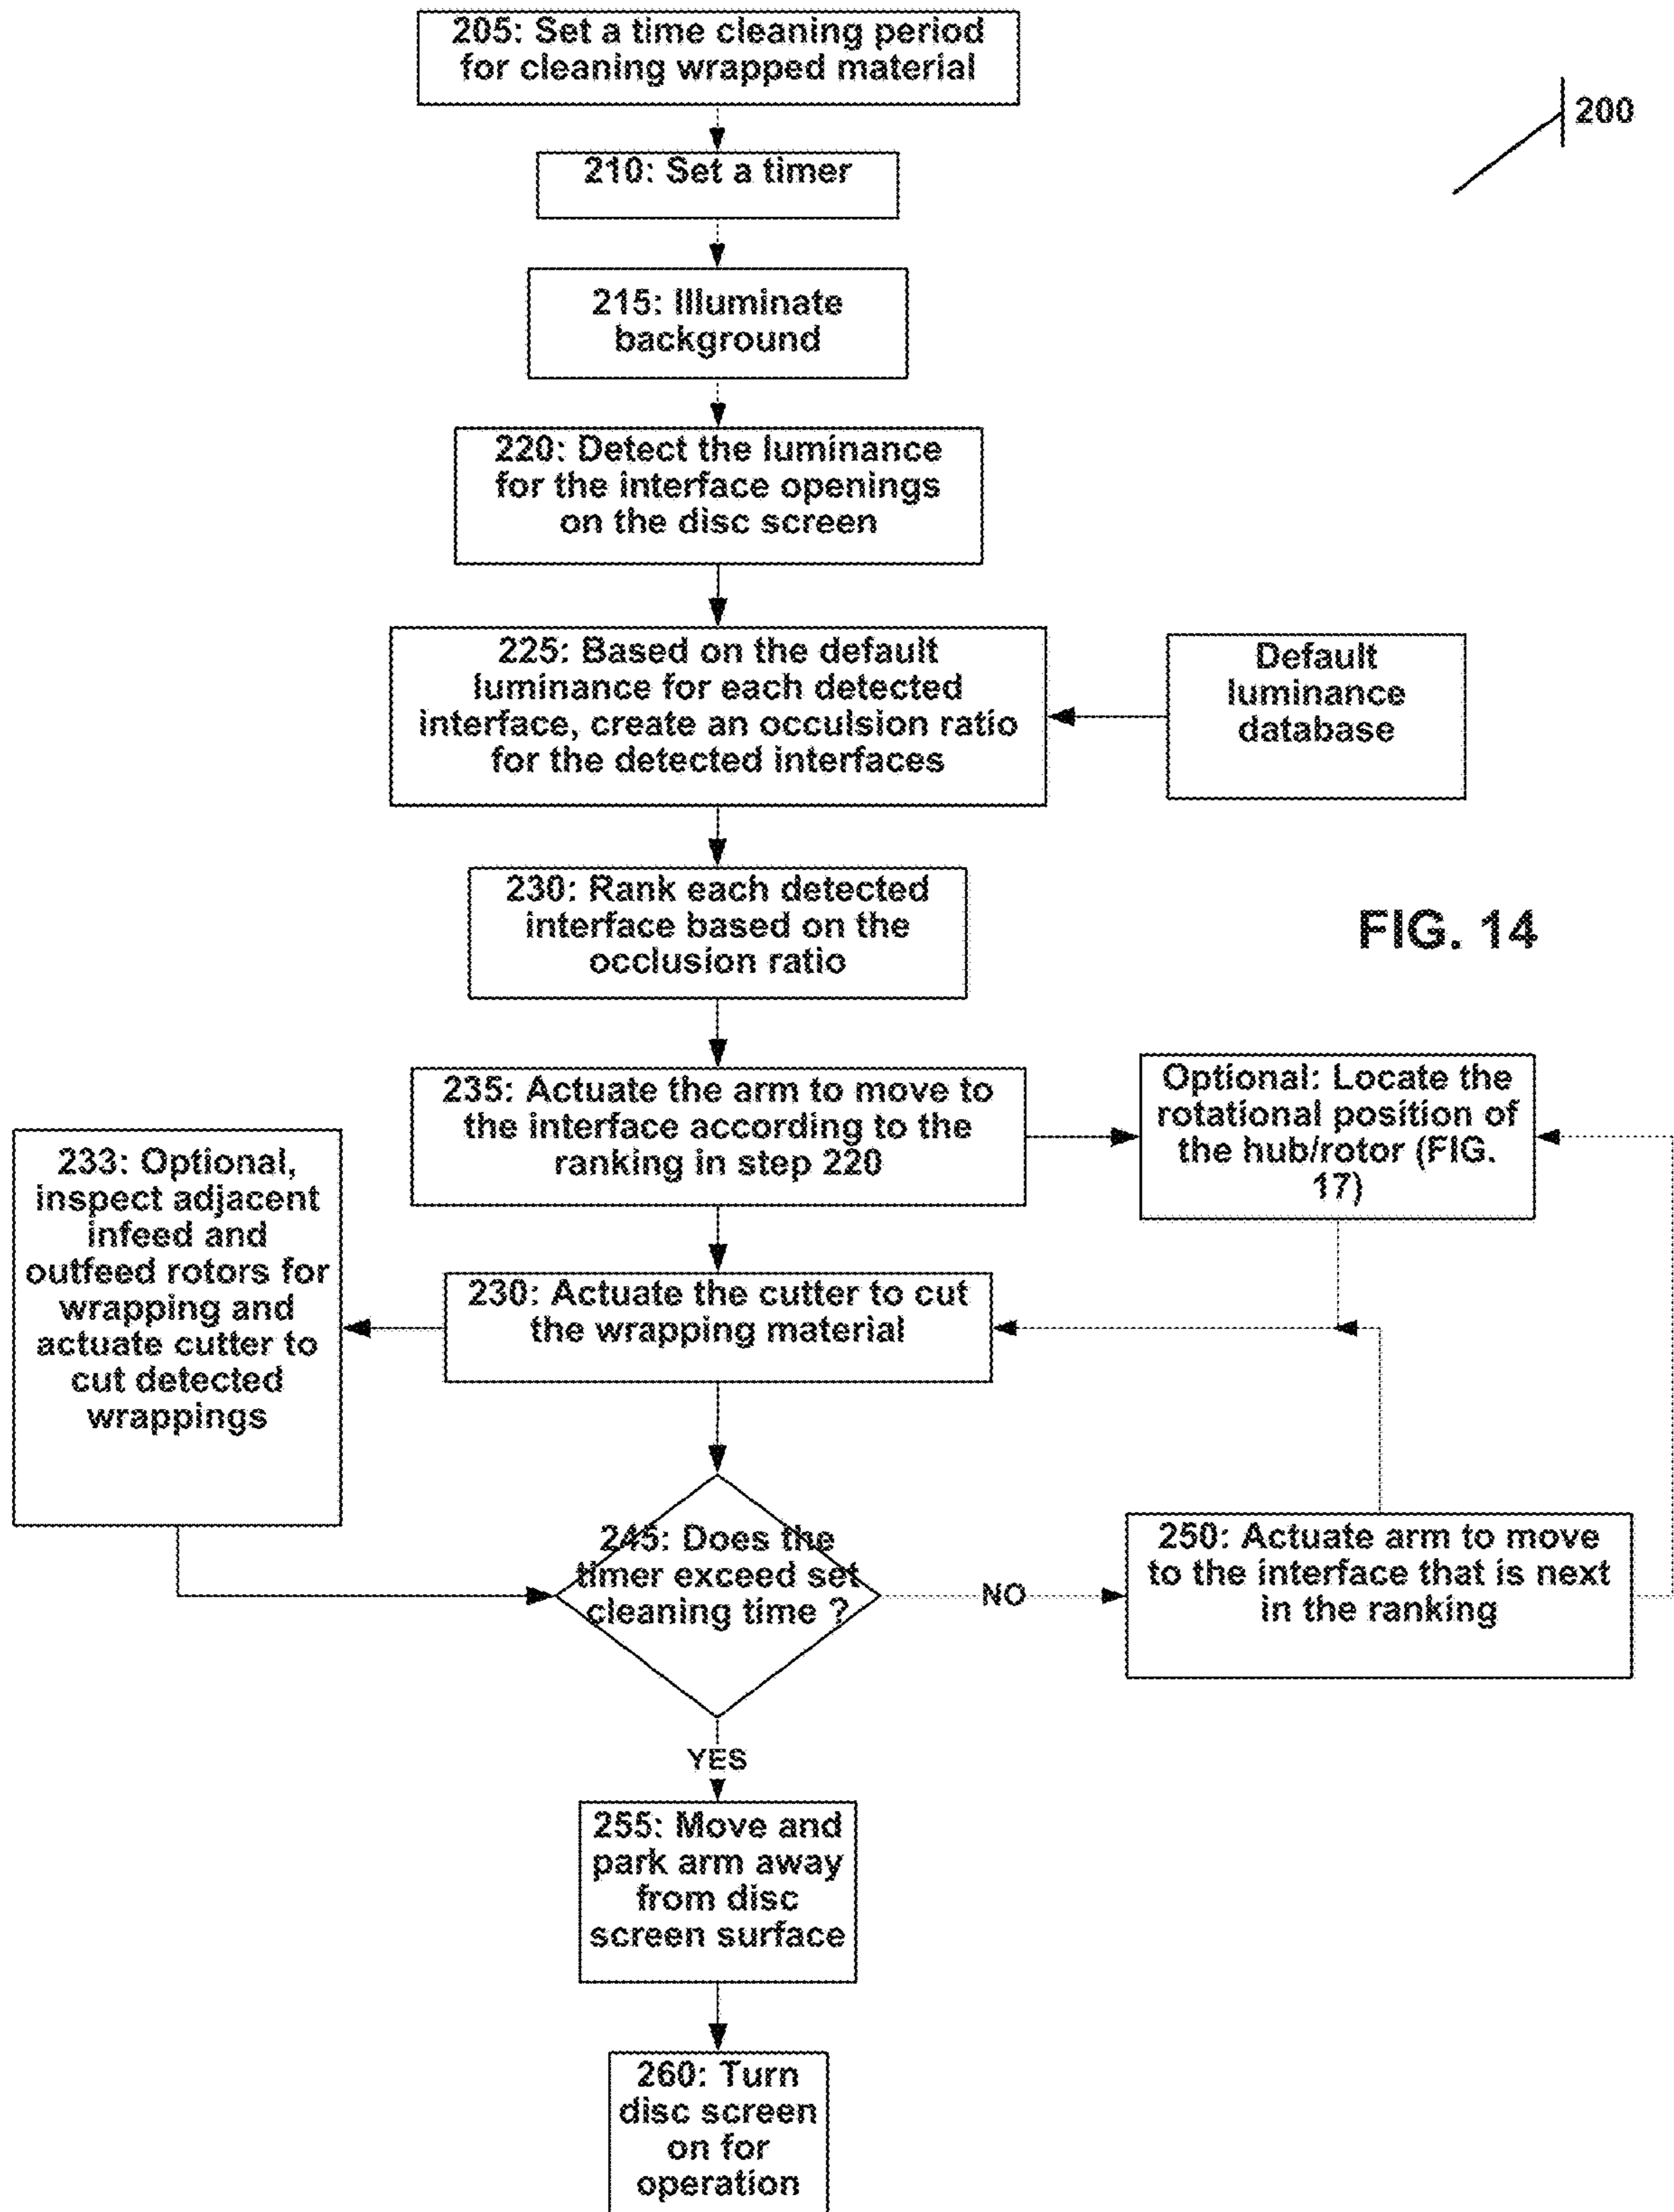 205: Set a time cleaning period
for cleaning wrapped material
200
210: Set a timer
215: Illuminate
background
220: Detect the luminance
for the interface openings
on the disc screen
225: Based on the default
luminance for each detected
interface, create an occulsion ratio
for the detected interfaces
Default
luminance
database
230: Rank each detected
interface based on the
occlusion ratio
FIG. 14
235: Actuate the arm to move to
the interface according to the
ranking in step 220
Optional: Locate the
rotational position of
the hub/rotor (FIG.
17)
233: Optional,
inspect adjacent
infeed and
outfeed rotors for
wrapping and
actuate cutter to
cut detected
wrappings
230: Actuate the cutter to cut
the wrapping material
245: Does the
timer exceed set
cleaning time ?
NO
250: Actuate arm to move
to the interface that is next
in the ranking
YES
255: Move and
park arm away
from disc
screen surface
260: Turn
disc screen
on for
operation